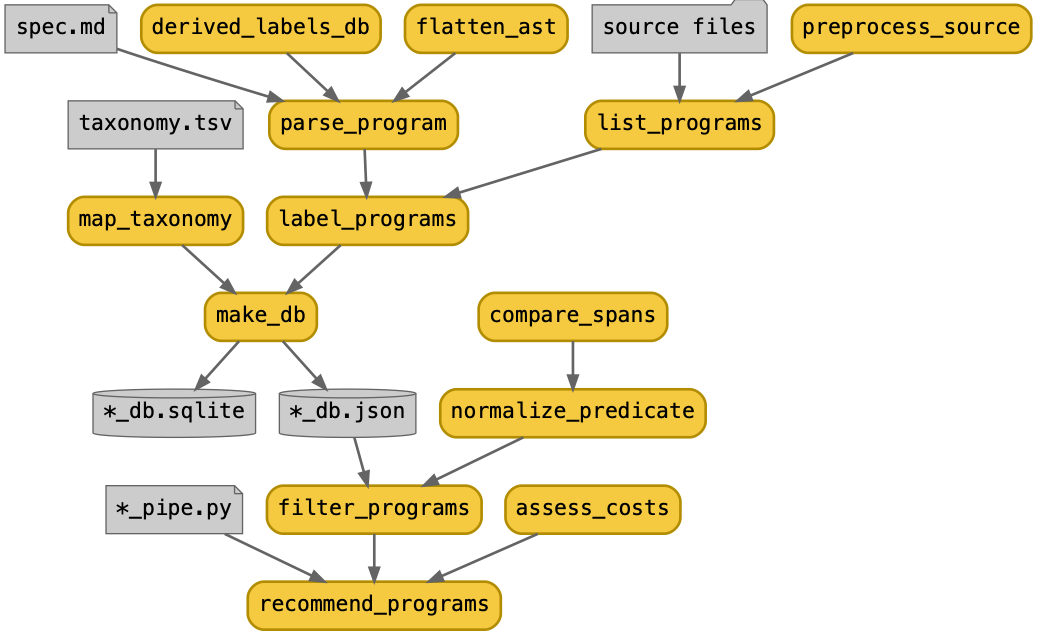 spec.md
derived_labels_db
flatten_ast
source files
preprocess_source
taxonomy.tsv
parse_program
list_programs
map_taxonomy
label_programs
make_db
compare_spans
*_db.sqlite
*_db.json
normalize_predicate
*_pipe.py
filter_programs
assess_costs
recommend_programs